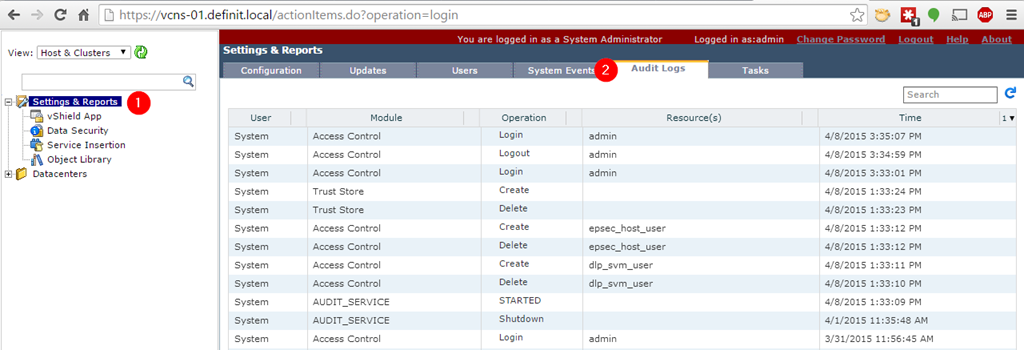 https://vcns-01.definit.local/actionItems.do?operation=login
ABP
1
You are logged in as a System Administrator Logged in as:admin Change Password Logout Help About
View: Host & Clusters
Settings & Reports
Configuration Updates Users System Events 2 Audit Logs Tasks
Search
Settings & Reports 1
vShield App
Data Security
Service Insertion
Object Library
Datacenters
User Module Operation Resource(s) Time 1▼
System Access Control Login admin 4/8/2015 3:35:07 PM
System Access Control Logout admin 4/8/2015 3:34:59 PM
System Access Control Login admin 4/8/2015 3:33:01 PM
System Trust Store Create 4/8/2015 1:33:24 PM
System Trust Store Delete 4/8/2015 1:33:23 PM
System Access Control Create epsec_host_user 4/8/2015 1:33:12 PM
System Access Control Delete epsec_host_user 4/8/2015 1:33:12 PM
System Access Control Create dlp_svm_user 4/8/2015 1:33:11 PM
System Access Control Delete dlp_svm_user 4/8/2015 1:33:10 PM
System AUDIT_SERVICE STARTED 4/8/2015 1:33:09 PM
System AUDIT_SERVICE Shutdown 4/1/2015 11:35:48 AM
System Access Control Login admin 3/31/2015 11:56:45 AM